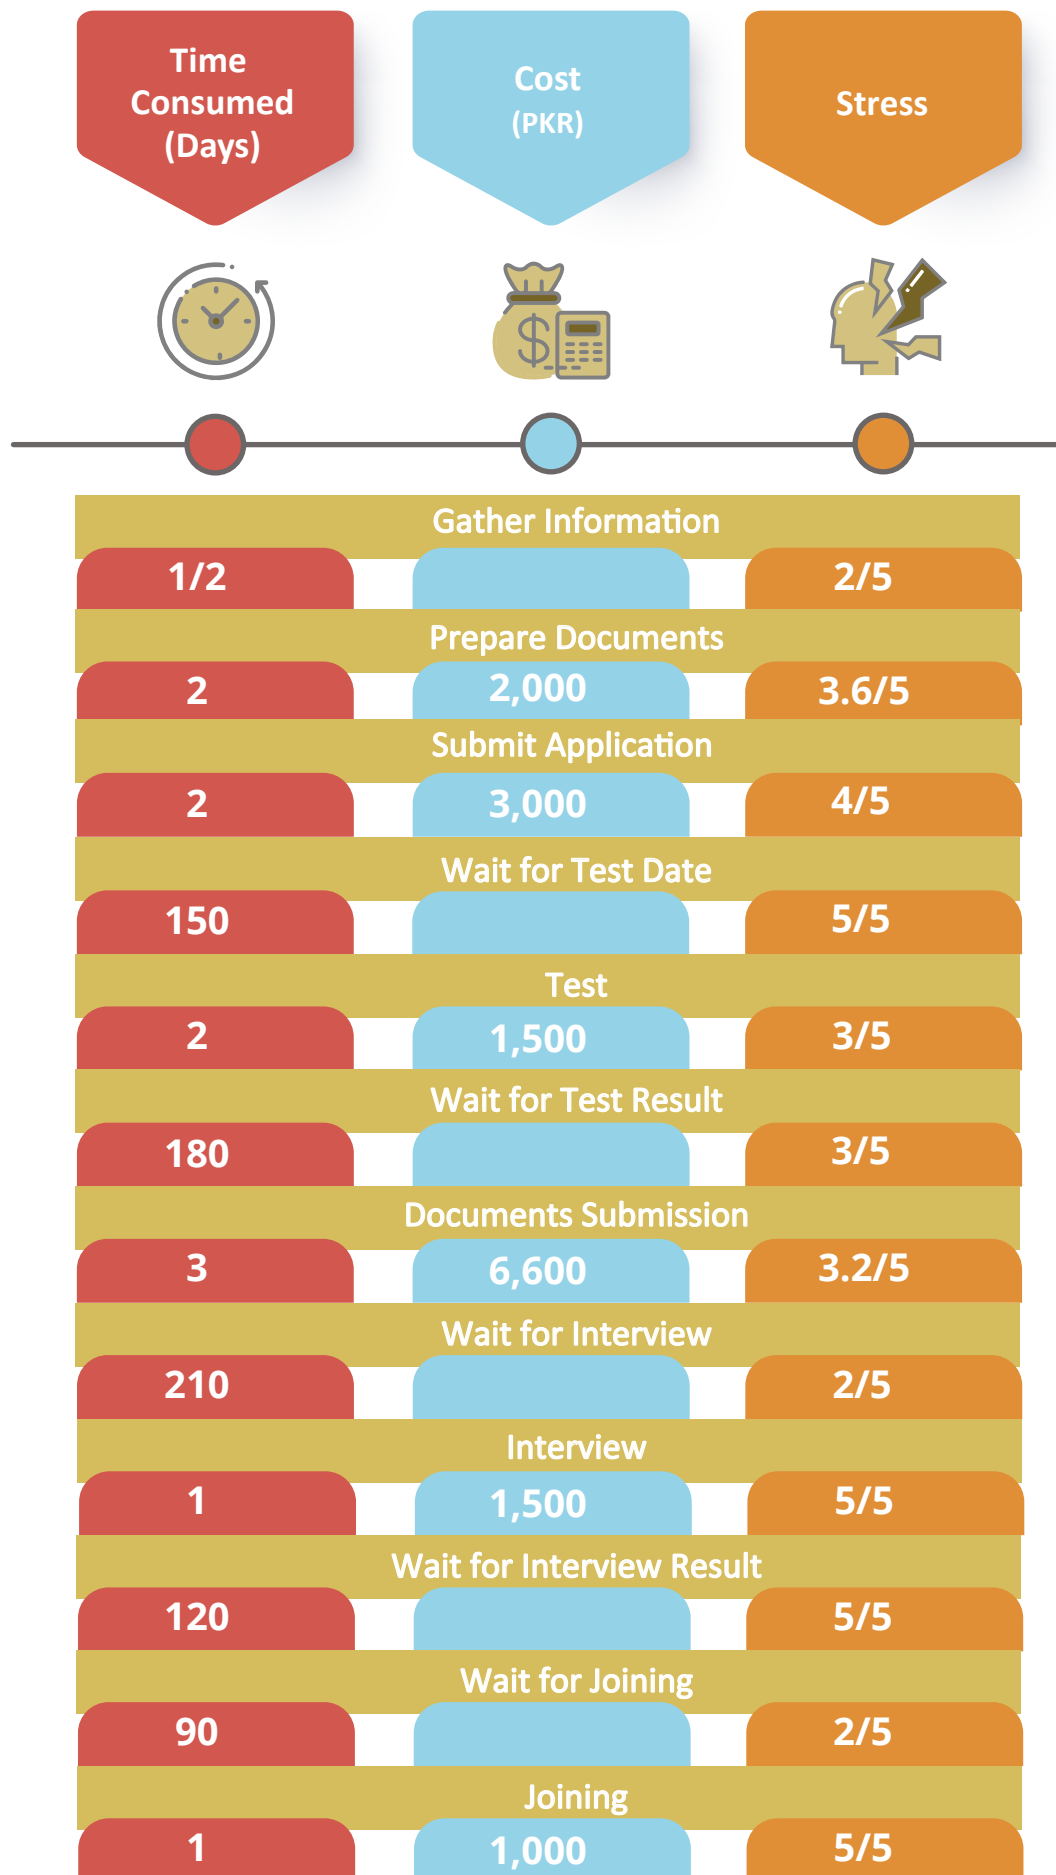 Time
Consumed
(Days)
Cost
(PKR)
Stress
Gather Information
1/2 2/5
Prepare Documents
2 2,000 3.6/5
Submit Application
2 3,000 4/5
Wait for Test Date
150 5/5
Test
2 1,500 3/5
Wait for Test Result
180 3/5
Documents Submission
3 6,600 3.2/5
Wait for Interview
210 2/5
Interview
1 1,500 5/5
Wait for Interview Result
120 5/5
Wait for Joining
90 2/5
Joining
1 1,000 5/5